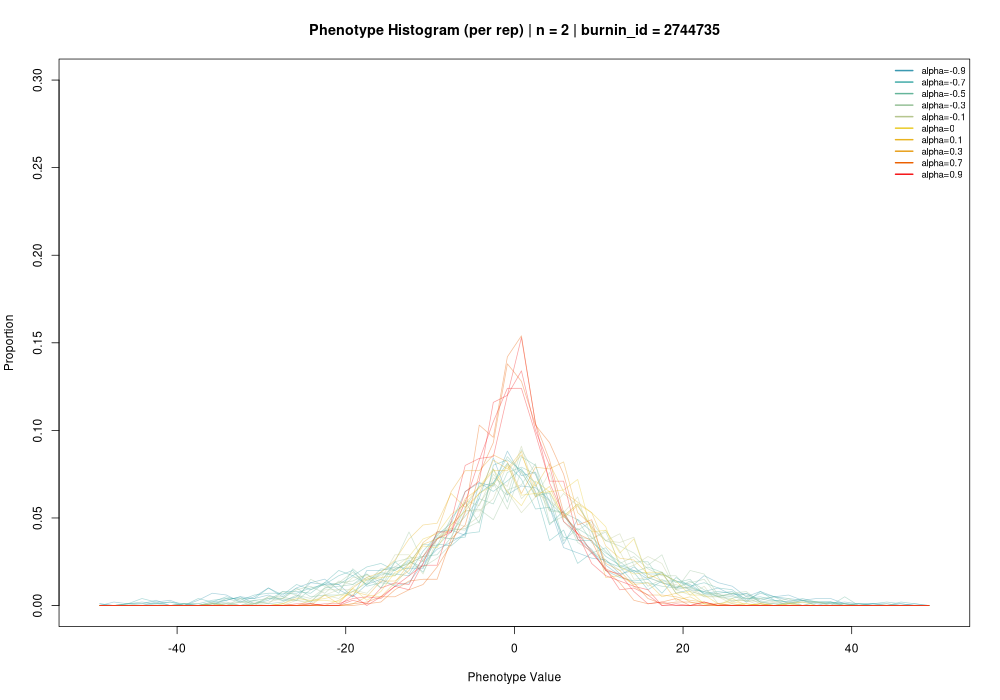 Phenotype Histogram (per rep) | n = 2 | burnin_id = 2744735
alpha=-0.9
alpha=-0.7
alpha=-0.5
alpha=-0.3
alpha=-0.1
alpha=0
alpha=0.1
alpha=0.3
alpha=0.7
alpha=0.9
Proportion
0.30
0.25
0.20
0.15
0.10
0.05
0.00
-40
-20
0
20
40
Phenotype Value